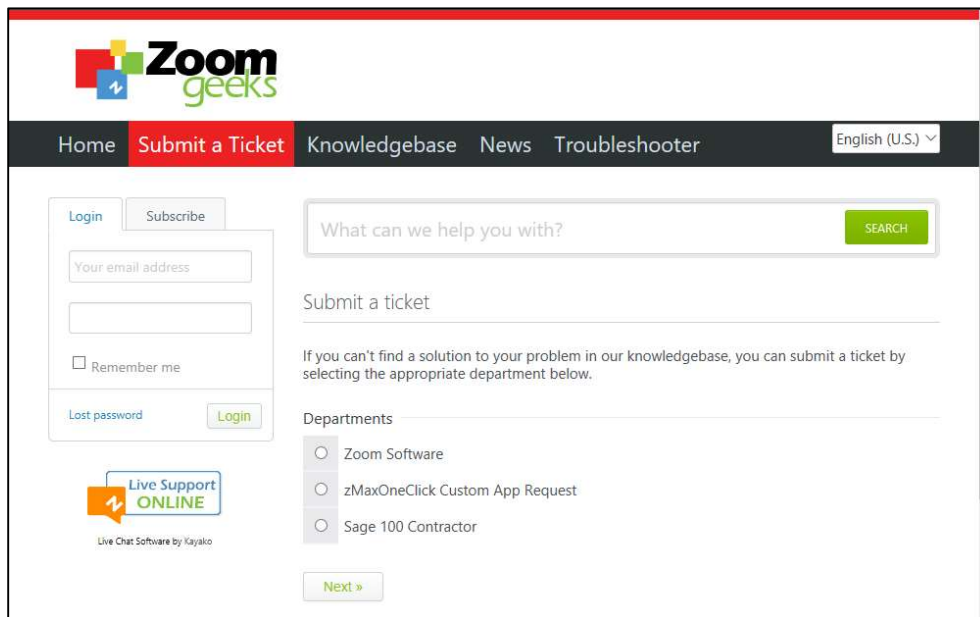 Zoom
geeks
Home Submit a Ticket Knowledgebase News Troubleshooter English (U.S.)
Login Subscribe
Your email address
Remember me
Lost password Login
Live Support
ONLINE
Live Chat Software by Kayako
What can we help you with? SEARCH
Submit a ticket
If you can't find a solution to your problem in our knowledgebase, you can submit a ticket by
selecting the appropriate department below.
Departments
Zoom Software
zMaxOneClick Custom App Request
Sage 100 Contractor
Next »